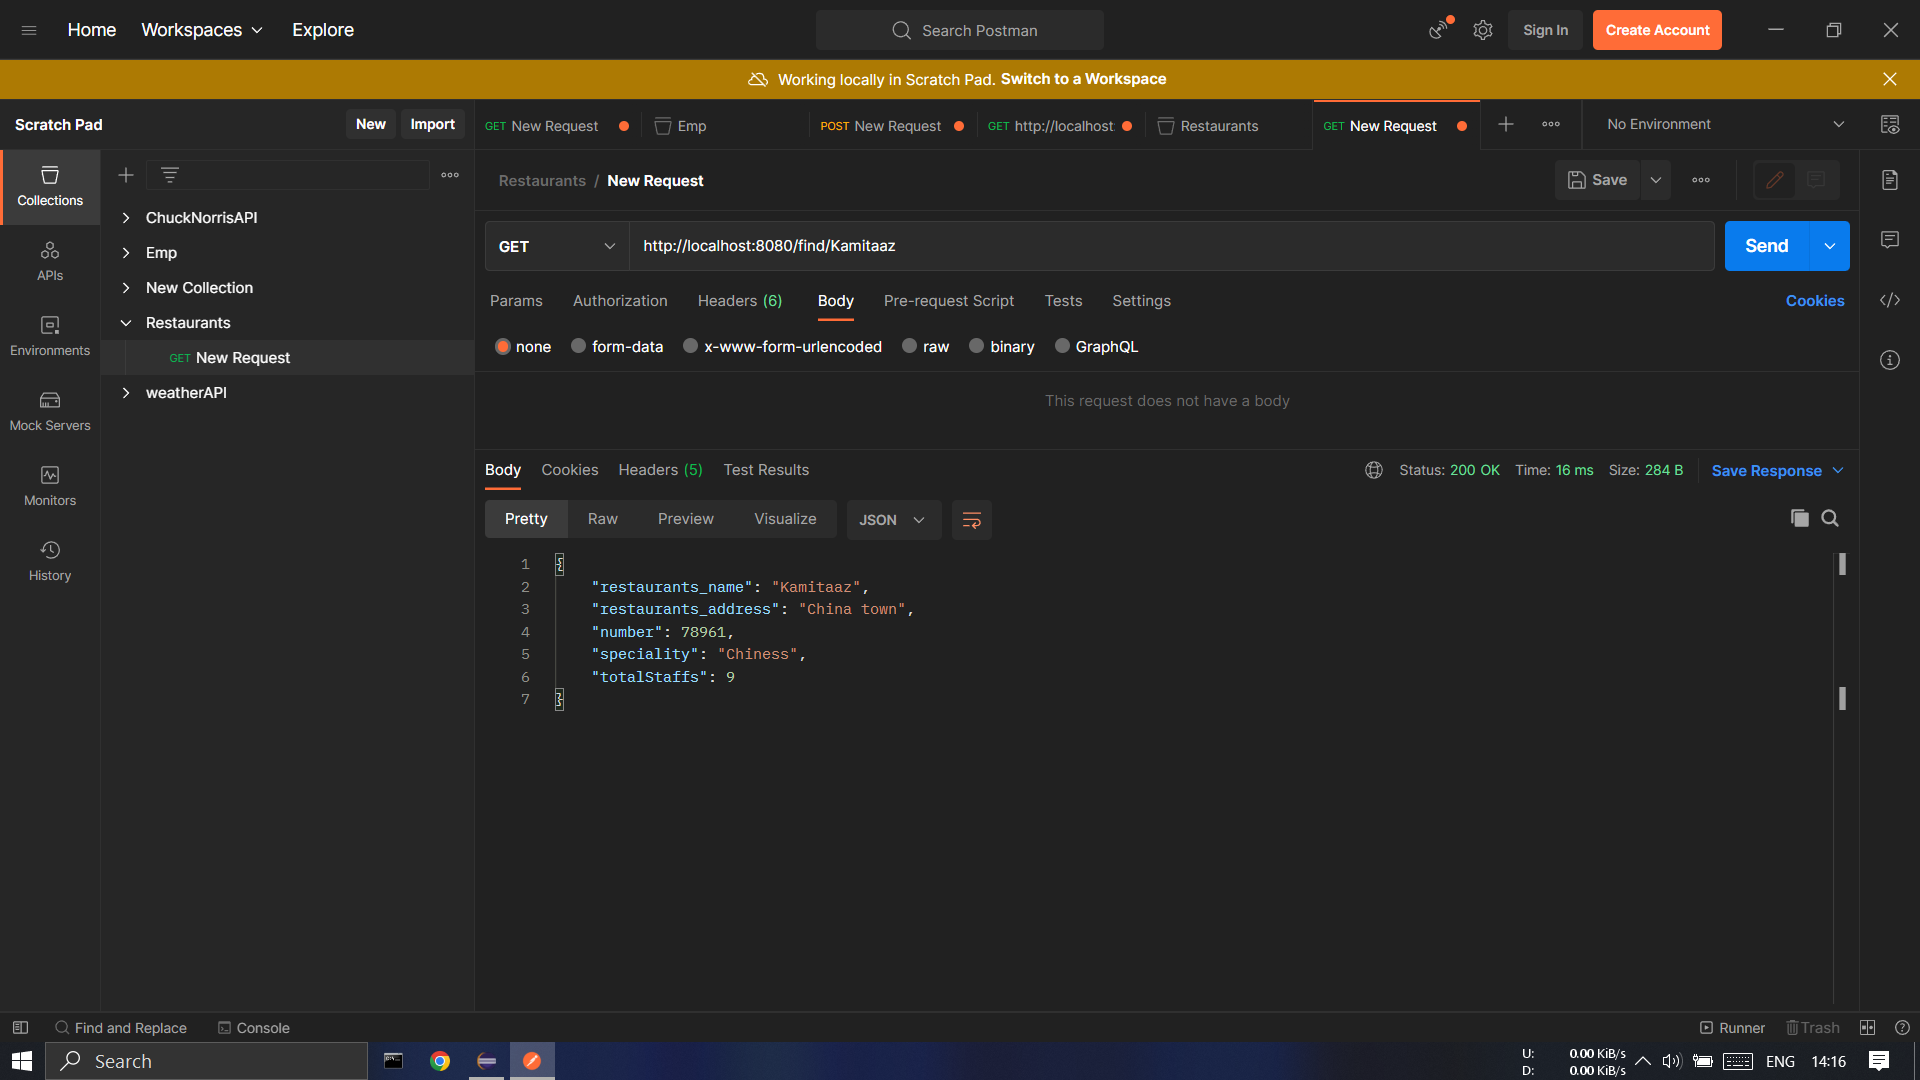 Home Workspaces Explore Search Postman Sign In Create Account
Working locally in Scratch Pad. Switch to a Workspace
Scratch Pad New Import GET New Request Emp POST New Request GET http://localhost: Restaurants GET New Request No Environment
Collections
APIs
Environments
Mock Servers
Monitors
History
ChuckNorrisAPI
Emp
New Collection
Restaurants
GET New Request
weatherAPI
Restaurants / New Request Save
GET http://localhost:8080/find/Kamitaaz Send
Params Authorization Headers (6) Body Pre-request Script Tests Settings Cookies
none form-data x-www-form-urlencoded raw binary GraphQL
This request does not have a body
Body Cookies Headers (5) Test Results Status: 200 OK Time: 16 ms Size: 284 B Save Response
Pretty Raw Preview Visualize JSON
1 {
2 "restaurants_name": "Kamitaaz",
3 "restaurants_address": "China town",
4 "number": 78961,
5 "speciality": "Chiness",
6 "totalStaffs": 9
7 }
Find and Replace Console Runner Trash
Search
U: 0.00 KiB/s
D: 0.00 KiB/s
ENG 14:16